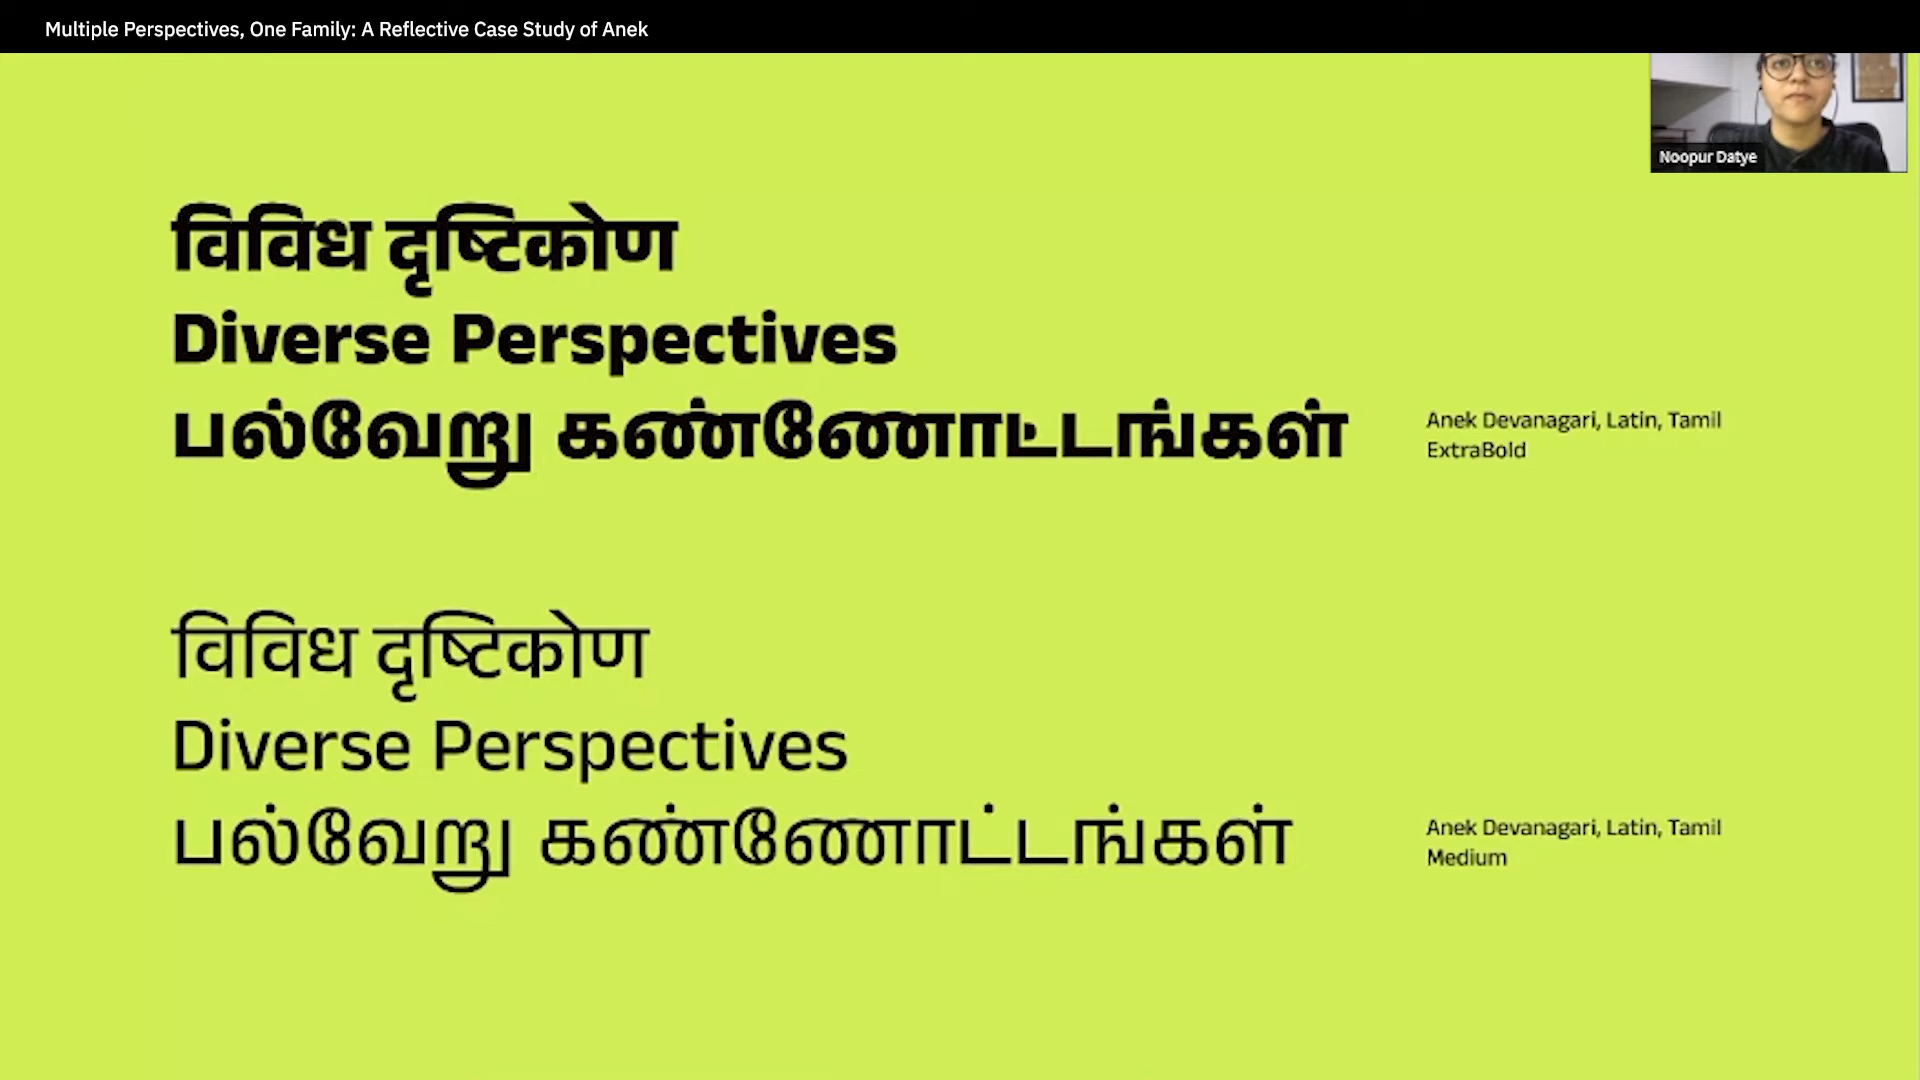 Multiple Perspectives, One Family: A Reflective Case Study of Anek
Noopur Datye
विविध दृष्टिकोण
Diverse Perspectives
பல்வேறு கண்ணோட்டங்கள்
Anek Devanagari, Latin, Tamil
ExtraBold
विविध दृष्टिकोण
Diverse Perspectives
பல்வேறு கண்ணோட்டங்கள்
Anek Devanagari, Latin, Tamil
Medium